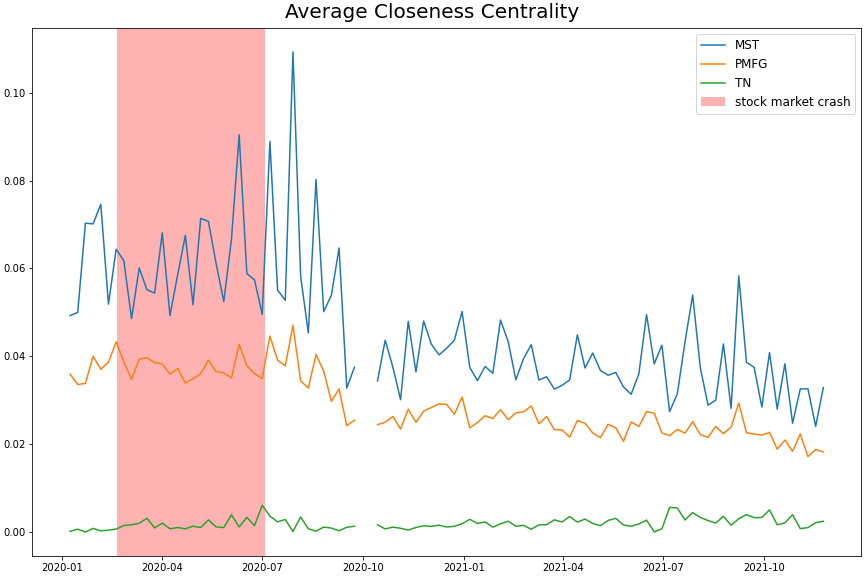 Average Closeness Centrality
MST
PMFG
TN
stock market crash
0.10
0.08
0.06
0.04
0.02
0.00
2020-01 2020-04 2020-07 2020-10 2021-01 2021-04 2021-07 2021-10